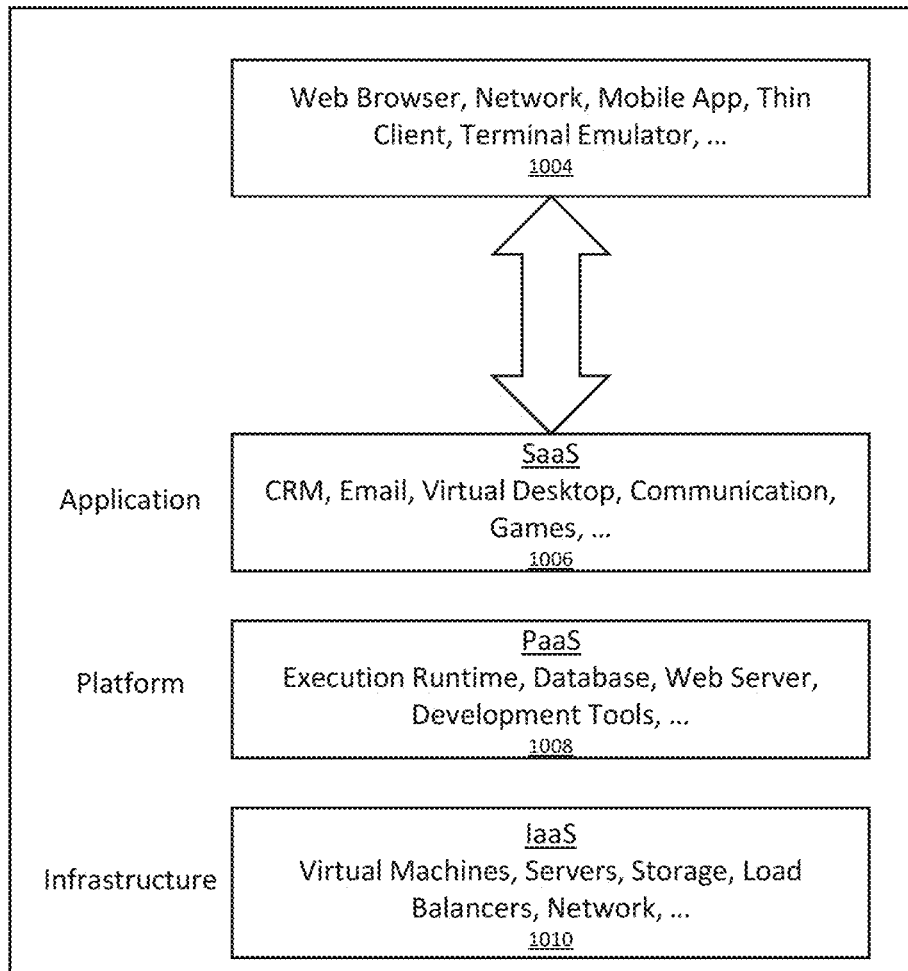 Web Browser, Network, Mobile App, Thin
Client, Terminal Emulator, ...
1004
SaaS
Application
CRM, Email, Virtual Desktop, Communication,
Games, ...
1006
PaaS
Platform
Execution Runtime, Database, Web Server,
Development Tools, ...
1008
IaaS
Infrastructure
Virtual Machines, Servers, Storage, Load
Balancers, Network, ...
1010